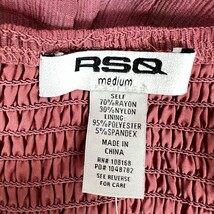 RSQ
medium
SELF
70%RAYON
30%NYLON
LINING
95%POLYESTER
5%SPANDEX
MADE IN
CHINA
RN# 108168
PO# 1048782
SEE REVERSE
FOR CARE